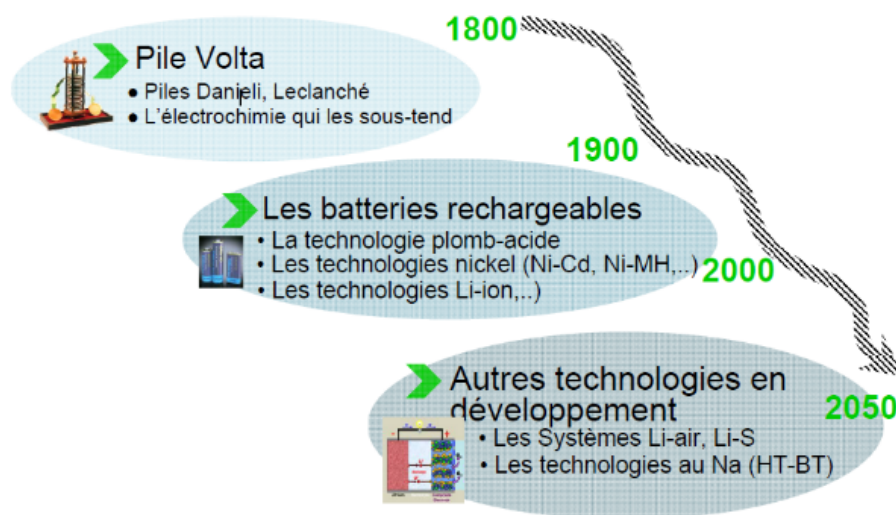 1800
Pile Volta
● Piles Danieli, Leclanché
● L'électrochimie qui les sous-tend
1900
Les batteries rechargeables
• La technologie plomb-acide
• Les technologies nickel (Ni-Cd, Ni-MH,..)
• Les technologies Li-ion,..)
2000
Autres technologies en
développement
2050
• Les Systèmes Li-air, Li-S
• Les technologies au Na (HT-BT)